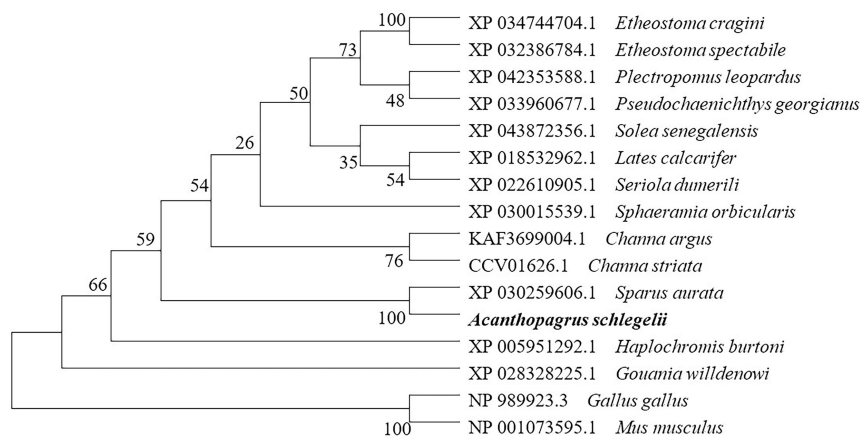 100 XP 034744704.1 Etheostoma cragini
73 XP 032386784.1 Etheostoma spectabile
XP 042353588.1 Plectropomus leopardus
50 48 XP 033960677.1 Pseudochaenichthys georgianus
XP 043872356.1 Solea senegalensis
26 35 XP 018532962.1 Lates calcarifer
54 54 XP 022610905.1 Seriola dumerili
XP 030015539.1 Sphaeramia orbicularis
59 KAF3699004.1 Channa argus
76 CCV01626.1 Channa striata
66 XP 030259606.1 Sparus aurata
100 Acanthopagrus schlegelii
XP 005951292.1 Haplochromis burtoni
XP 028328225.1 Gouania willdenowi
NP 989923.3 Gallus gallus
100 NP 001073595.1 Mus musculus